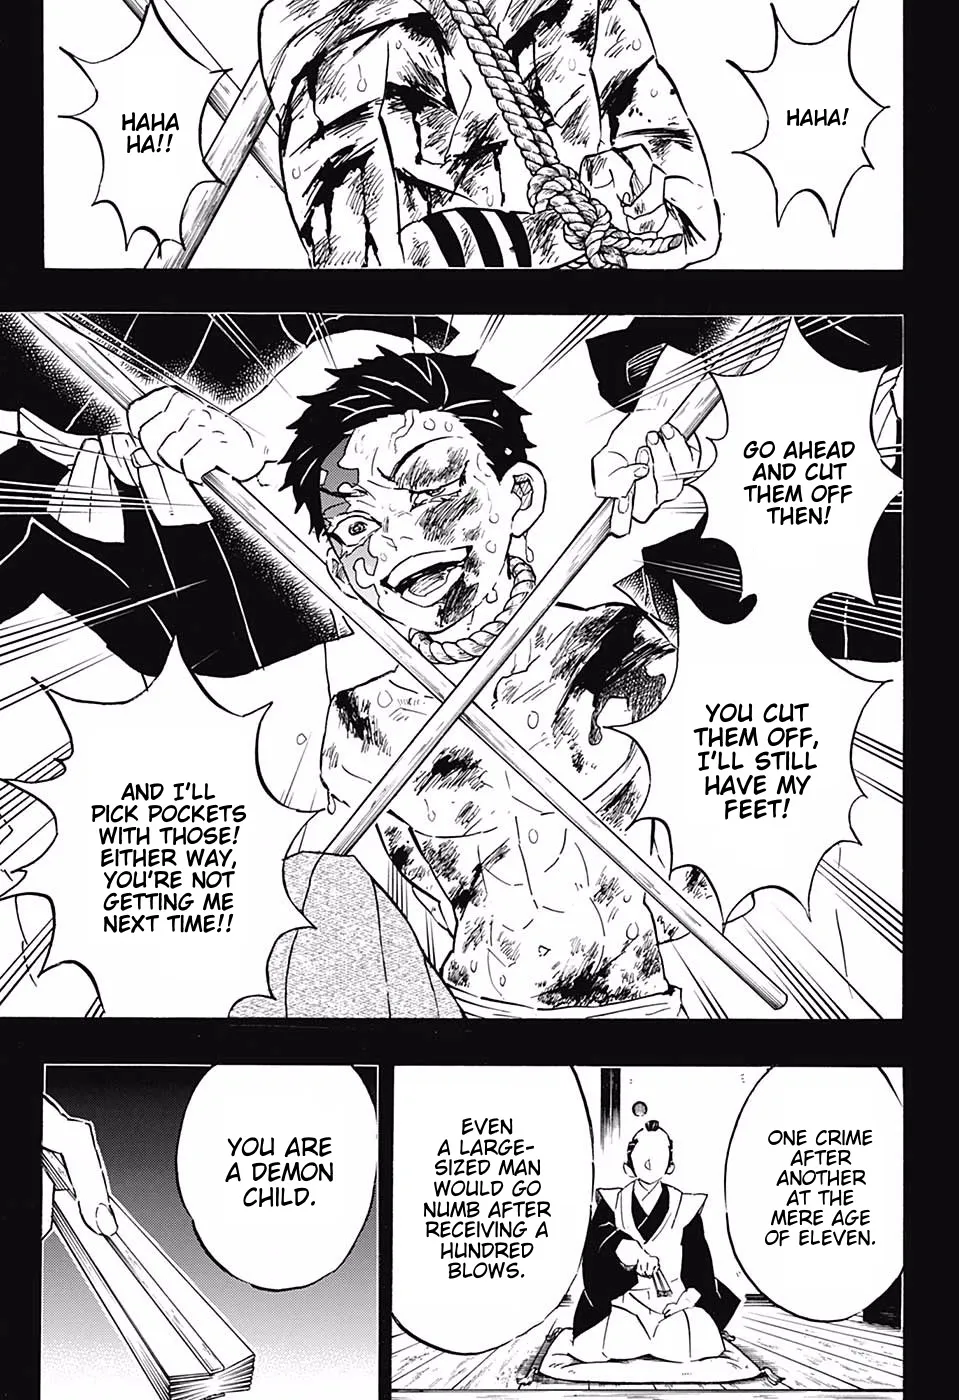 HAHA!
HAHA
HA!!
GO AHEAD
AND CUT
THEM OFF
THEN!
YOU CUT
THEM OFF,
I'LL STILL
HAVE MY
FEET!
AND I'LL
PICK POCKETS
WITH THOSE!
EITHER WAY,
YOU'RE NOT
GETTING ME
NEXT TIME!!
ONE CRIME
AFTER
ANOTHER
AT THE
MERE AGE
OF ELEVEN.
EVEN
A LARGE-
SIZED MAN
WOULD GO
NUMB AFTER
RECEIVING A
HUNDRED
BLOWS.
YOU ARE
A DEMON
CHILD.